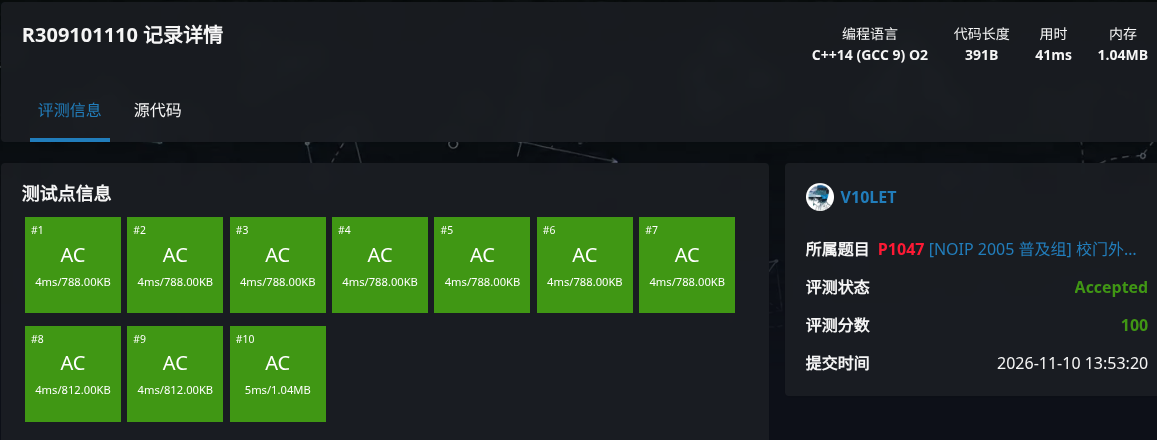 R309101110 记录详情
编程语言 代码长度 用时 内存
C++14 (GCC 9) O2 391B 41ms 1.04MB
评测信息 源代码
测试点信息
#1 #2 #3 #4 #5 #6 #7
AC AC AC AC AC AC AC
4ms/788.00KB 4ms/788.00KB 4ms/788.00KB 4ms/788.00KB 4ms/788.00KB 4ms/788.00KB 4ms/788.00KB
#8 #9 #10
AC AC AC
4ms/812.00KB 4ms/812.00KB 5ms/1.04MB
V10LET
所属题目 P1047 [NOIP 2005 普及组] 校门外...
评测状态 Accepted
评测分数 100
提交时间 2026-11-10 13:53:20